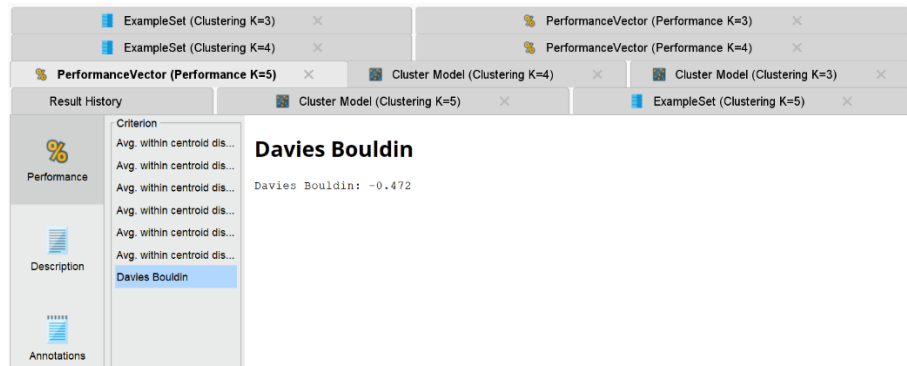 ExampleSet (Clustering K=3)
PerformanceVector (Performance K=3)
ExampleSet (Clustering K=4)
PerformanceVector (Performance K=4)
PerformanceVector (Performance K=5)
Cluster Model (Clustering K=4)
Cluster Model (Clustering K=3)
Result History
Cluster Model (Clustering K=5)
ExampleSet (Clustering K=5)
%
Performance
Description
Annotations
Criterion
Avg. within centroid dis...
Avg. within centroid dis...
Avg. within centroid dis...
Avg. within centroid dis...
Avg. within centroid dis...
Avg. within centroid dis...
Davies Bouldin
Davies Bouldin
Davies Bouldin: -0.472